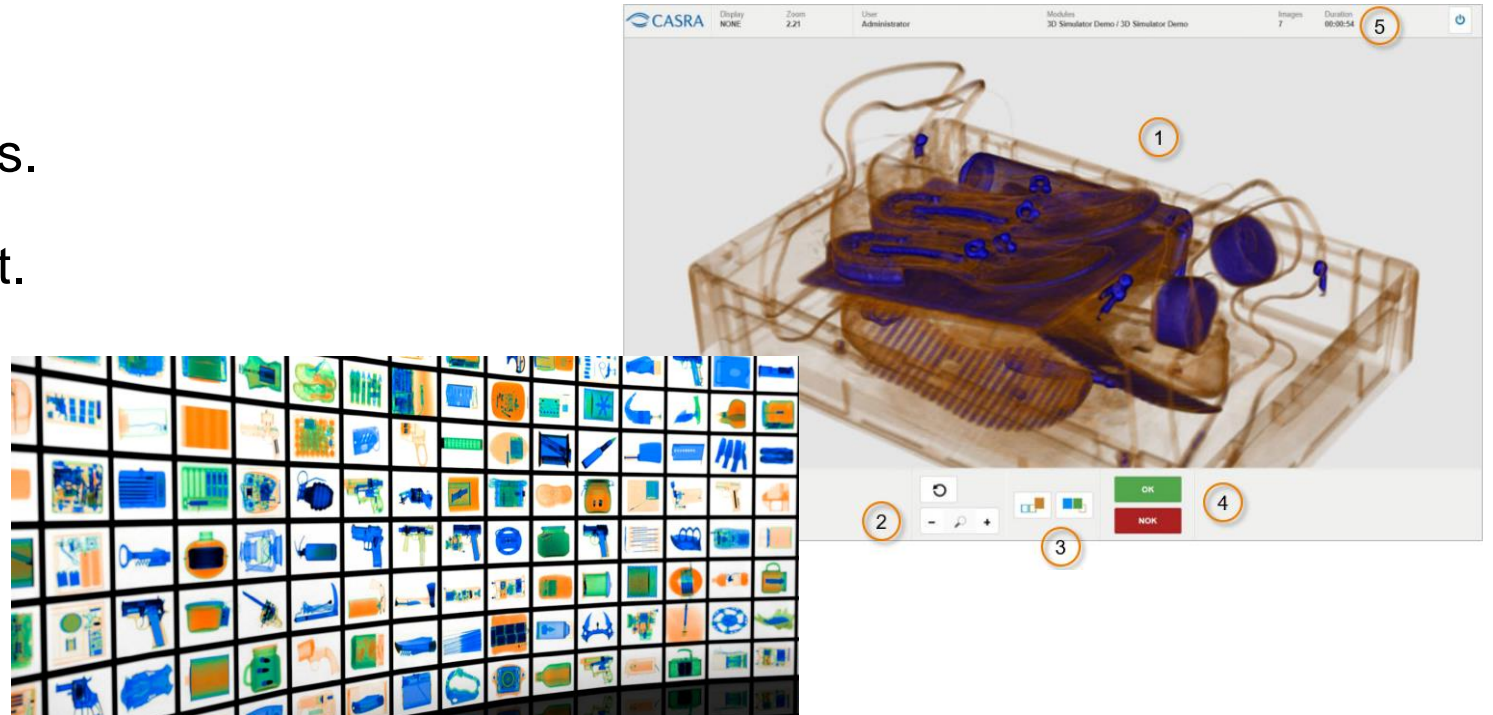 s.
t.
CASRA
Display
NONE
Zoom
2.21
User
Administrator
Modules
3D Simulator Demo / 3D Simulator Demo
Images
7
Duration
00:00:54
5
1
2
- +
3
OK
NOK
4